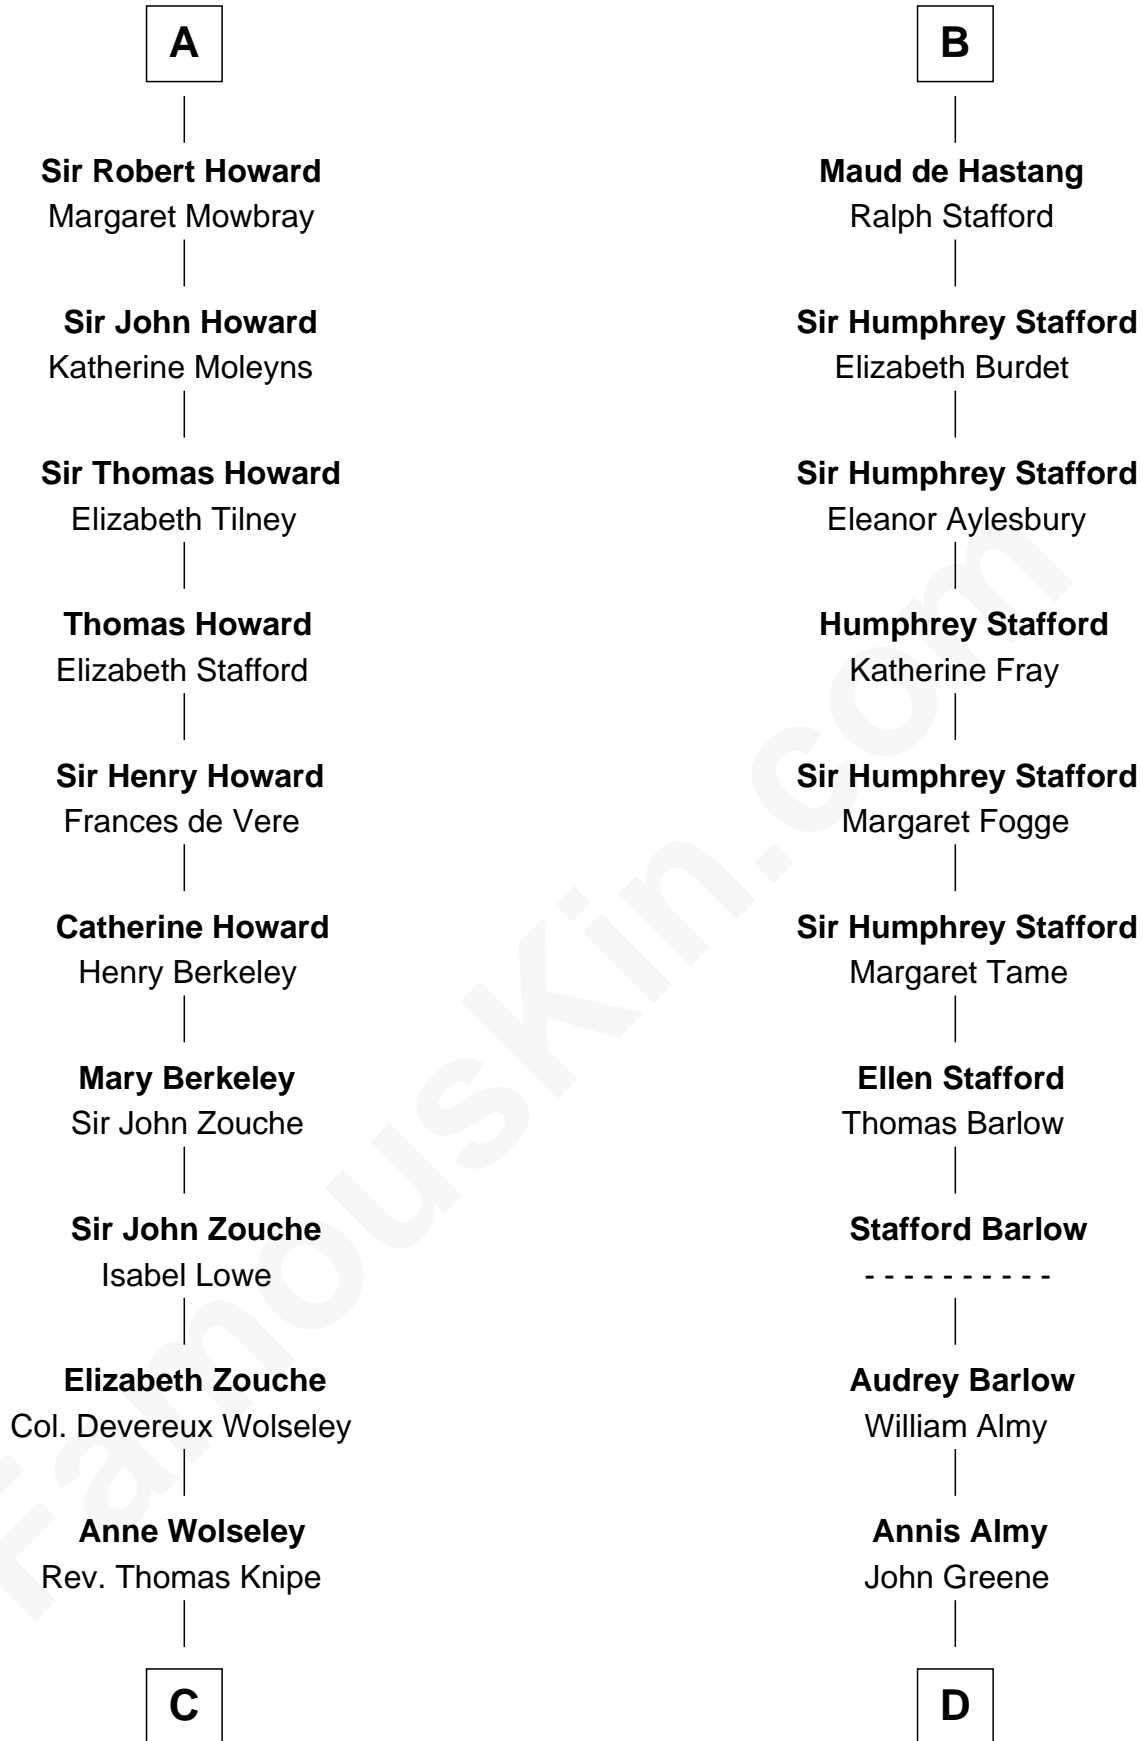 A
Sir Robert Howard
Margaret Mowbray
Sir John Howard
Katherine Moleyns
Sir Thomas Howard
Elizabeth Tilney
Thomas Howard
Elizabeth Stafford
Sir Henry Howard
Frances de Vere
Catherine Howard
Henry Berkeley
Mary Berkeley
Sir John Zouche
Sir John Zouche
Isabel Lowe
Elizabeth Zouche
Col. Devereux Wolseley
Anne Wolseley
Rev. Thomas Knipe
C
B
Maud de Hastang
Ralph Stafford
Sir Humphrey Stafford
Elizabeth Burdet
Sir Humphrey Stafford
Eleanor Aylesbury
Humphrey Stafford
Katherine Fray
Sir Humphrey Stafford
Margaret Fogge
Sir Humphrey Stafford
Margaret Tame
Ellen Stafford
Thomas Barlow
Stafford Barlow
- - - - - - - - - -
Audrey Barlow
William Almy
Annis Almy
John Greene
D
FamousKin.com